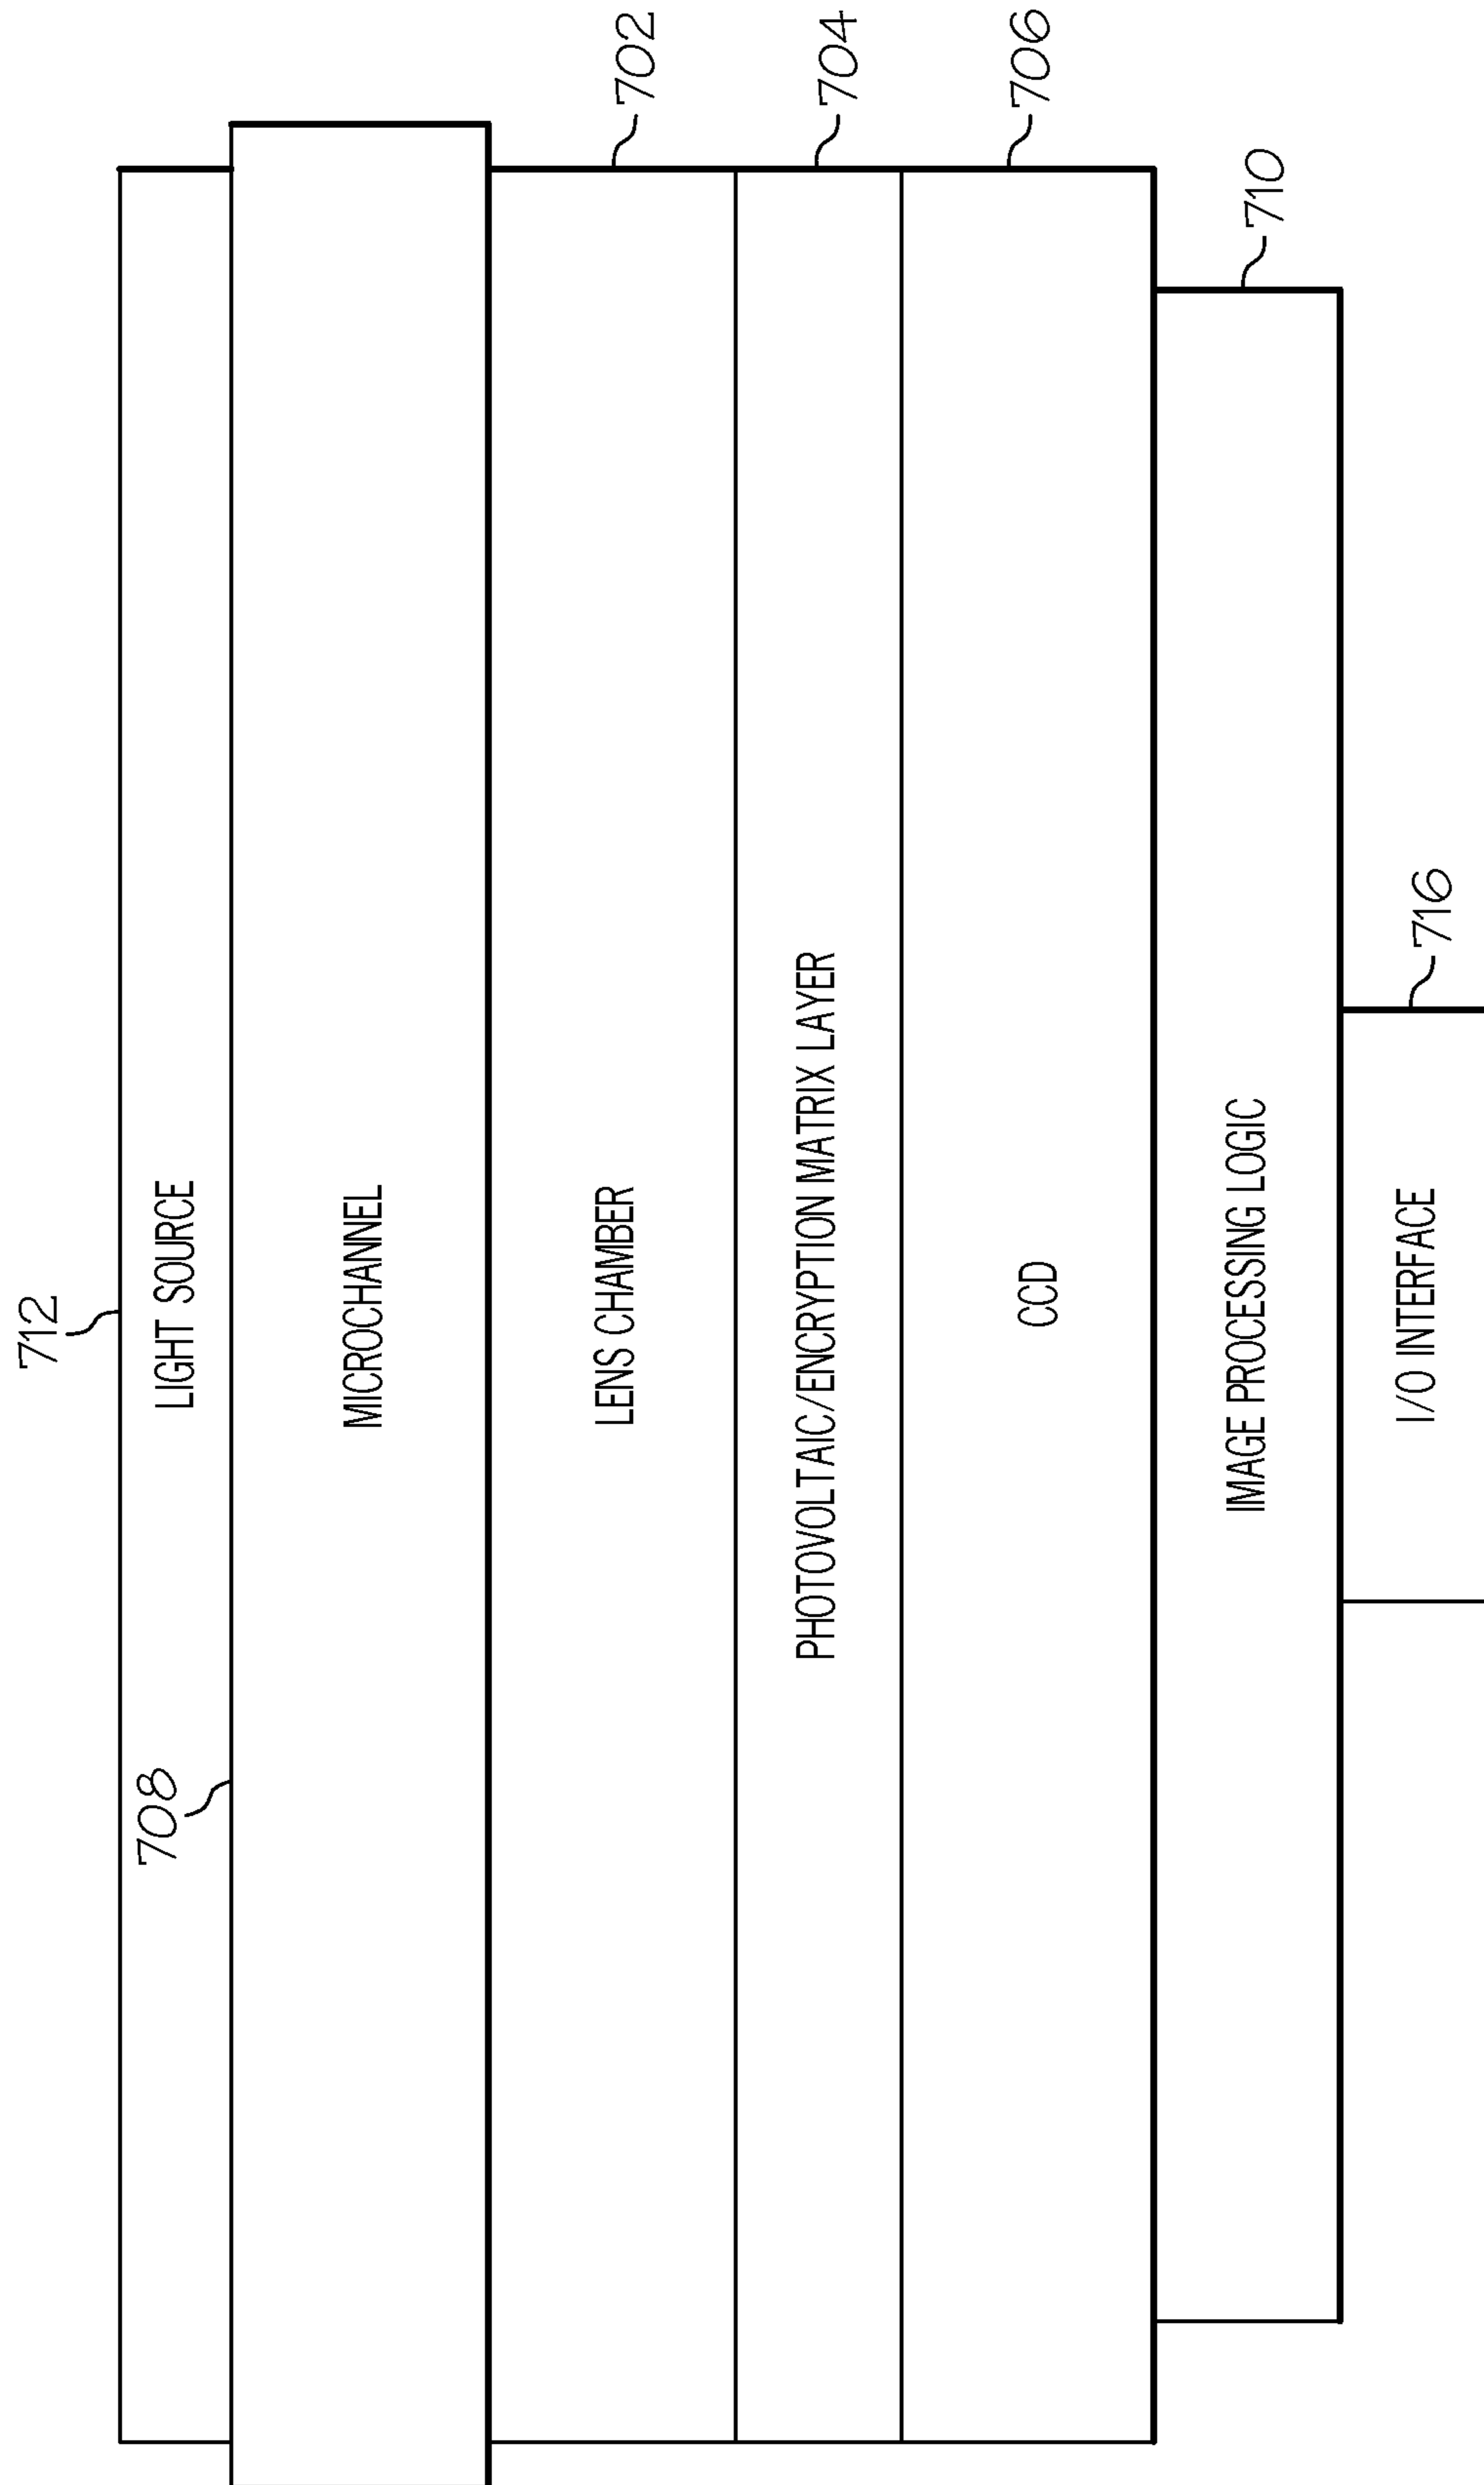 712
LIGHT SOURCE
708
MICROCHANNEL
LENS CHAMBER
702
PHOTOVOLTAIC/ENCRYPTION MATRIX LAYER
704
CCD
706
IMAGE PROCESSING LOGIC
710
I/O INTERFACE
716